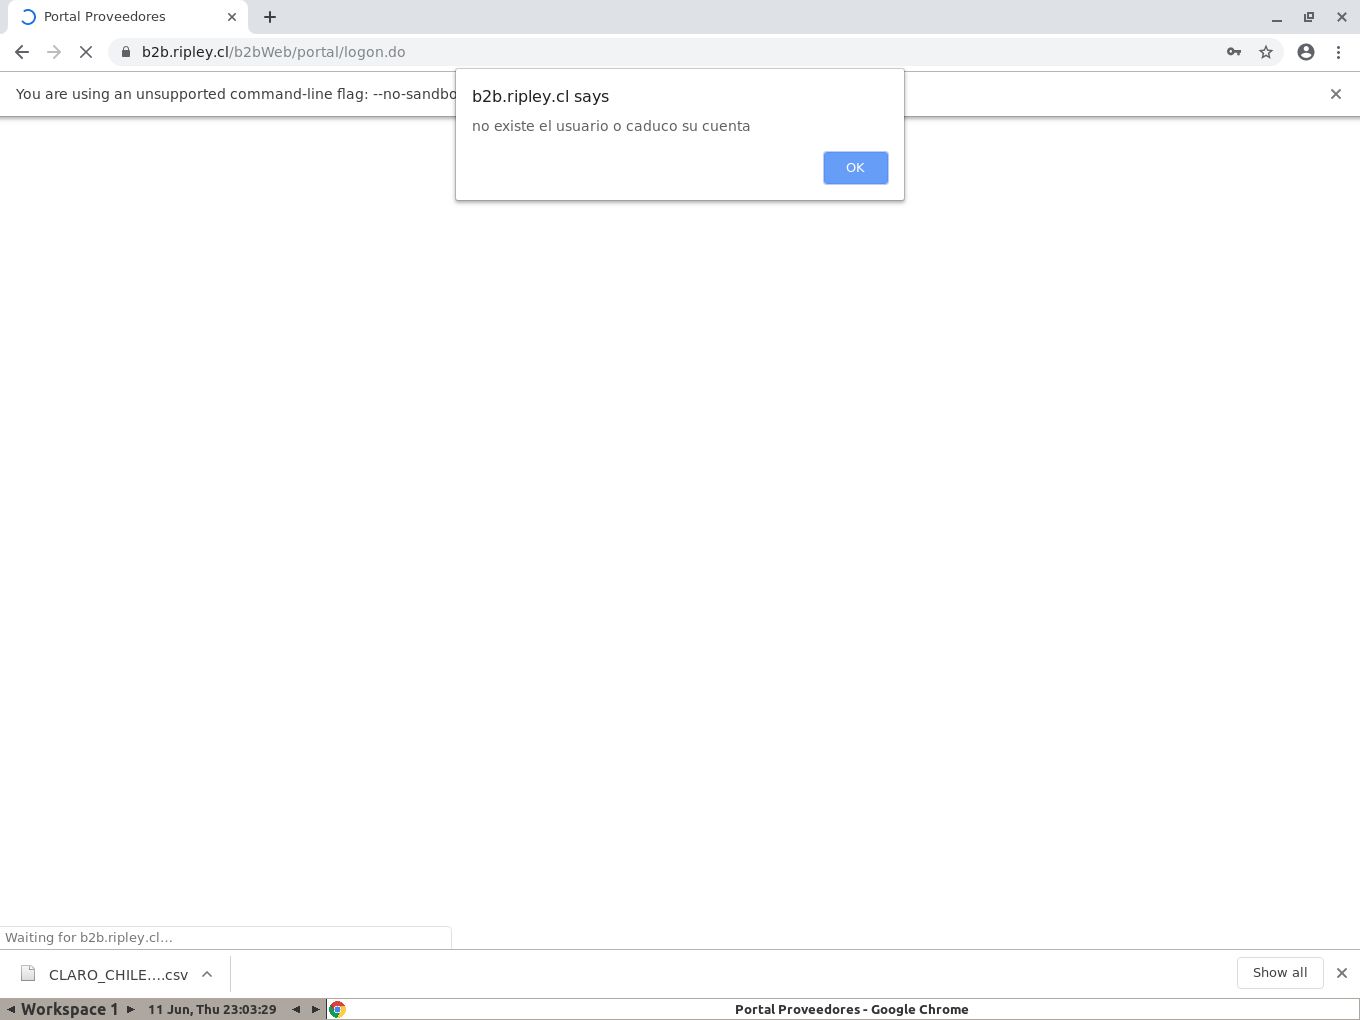 Portal Proveedores
b2b.ripley.cl/b2bWeb/portal/logon.do
You are using an unsupported command-line flag: --no-sandbo
b2b.ripley.cl says
no existe el usuario o caduco su cuenta
OK
Waiting for b2b.ripley.cl...
CLARO_CHILE....csv
Show all
Workspace 1
11 Jun, Thu 23:03:29
Portal Proveedores - Google Chrome